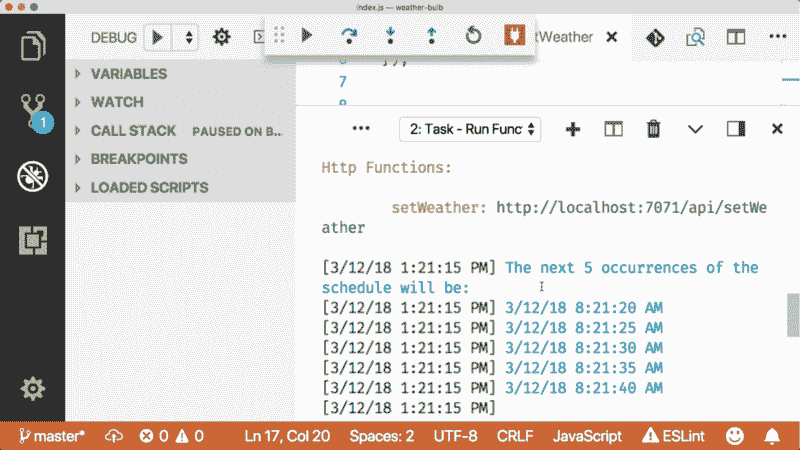 index.js — weather-bulb
DEBUG
tWeather
VARIABLES
WATCH
CALL STACK PAUSED ON B...
BREAKPOINTS
LOADED SCRIPTS
7
2: Task - Run Func
Http Functions:
setWeather: http://localhost:7071/api/setWe
ather
[3/12/18 1:21:15 PM] The next 5 occurrences of the
schedule will be:
[3/12/18 1:21:15 PM] 3/12/18 8:21:20 AM
[3/12/18 1:21:15 PM] 3/12/18 8:21:25 AM
[3/12/18 1:21:15 PM] 3/12/18 8:21:30 AM
[3/12/18 1:21:15 PM] 3/12/18 8:21:35 AM
[3/12/18 1:21:15 PM] 3/12/18 8:21:40 AM
[3/12/18 1:21:15 PM]
1
master* 0 0 Ln 17, Col 20 Spaces: 2 UTF-8 CRLF JavaScript ESLint